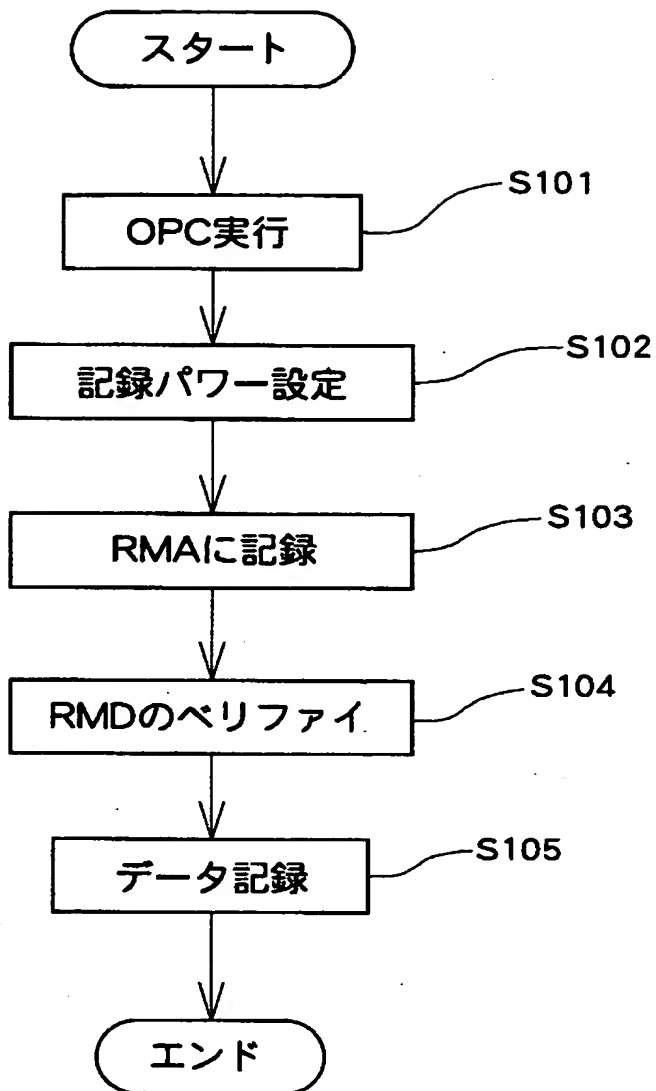 スタート
OPC実行
S101
記録パワー設定
S102
RMAに記録
S103
RMDのベリファイ
S104
データ記録
S105
エンド